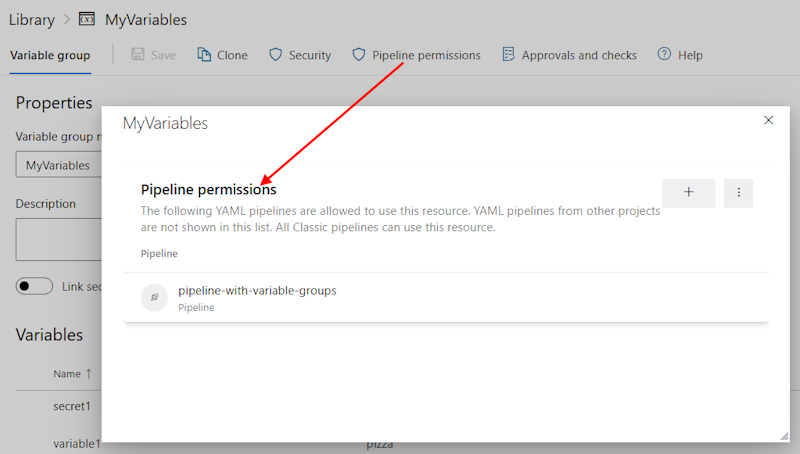 Library > MyVariables
Variable group Save Clone Security Pipeline permissions Approvals and checks Help
Properties
MyVariables
Variable group n
MyVariables
Pipeline permissions
+
The following YAML pipelines are allowed to use this resource. YAML pipelines from other projects
are not shown in this list. All Classic pipelines can use this resource.
Description
Pipeline
Link sec
pipeline-with-variable-groups
Pipeline
Variables
Name ↑
secret1
variable1 pizza